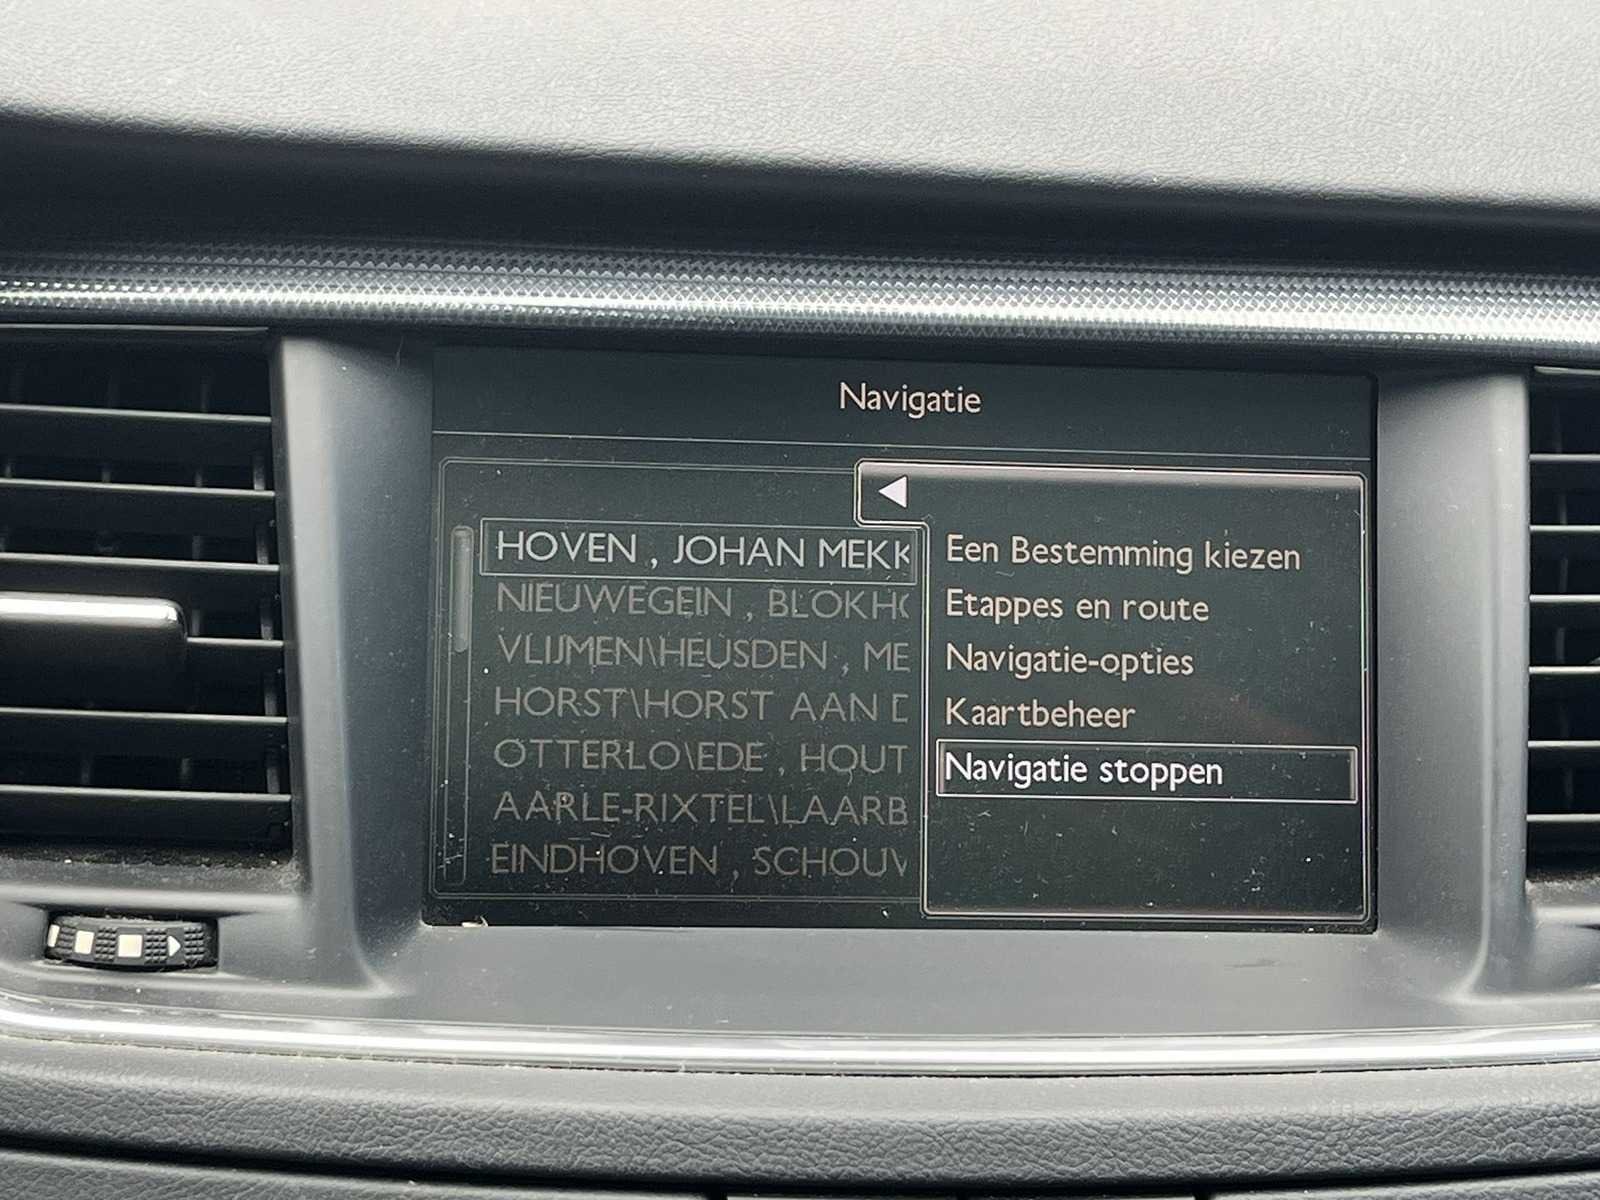 Navigatie
HOVEN , JOHAN MEKK
NIEUWEGEIN , BLOKHO
VLIJMEN\HEUSDEN , ME
HORST\HORST AAN D
OTTERLO\EDE , HOUT
AARLE-RIXTEL\LAARB
EINDHOVEN , SCHOUW
Een Bestemming kiezen
Etappes en route
Navigatie-opties
Kaartbeheer
Navigatie stoppen